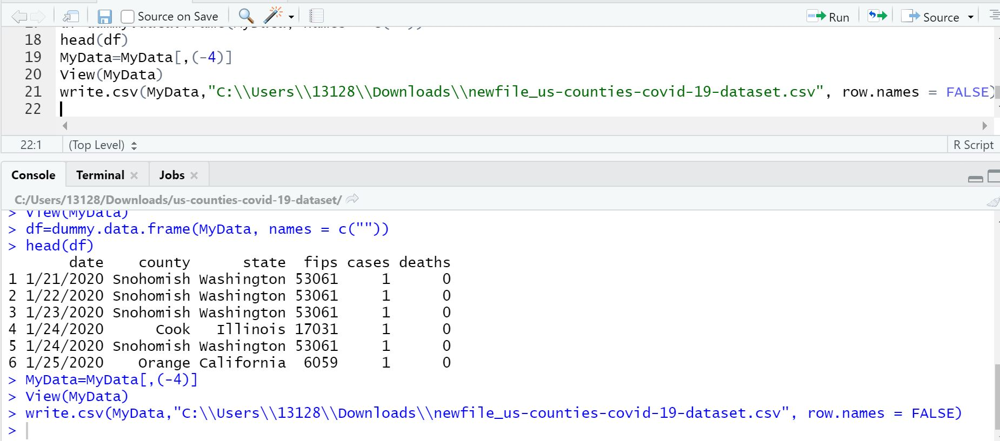 Source on Save
Run
Source
18 head(df)
19 MyData=MyData[,(-4)]
20 View(MyData)
21 write.csv(MyData,"C:\\Users\\13128\\Downloads\\newfile_us-counties-covid-19-dataset.csv", row.names = FALSE)
22
22:1 (Top Level) R Script
Console Terminal Jobs
C:/Users/13128/Downloads/us-counties-covid-19-dataset/
> View(MyData)
> df=dummy.data.frame(MyData, names = c(""))
> head(df)
date county state fips cases deaths
1 1/21/2020 Snohomish Washington 53061 1 0
2 1/22/2020 Snohomish Washington 53061 1 0
3 1/23/2020 Snohomish Washington 53061 1 0
4 1/24/2020 Cook Illinois 17031 1 0
5 1/24/2020 Snohomish Washington 53061 1 0
6 1/25/2020 Orange California 6059 1 0
> MyData=MyData[,(-4)]
> View(MyData)
> write.csv(MyData,"C:\\Users\\13128\\Downloads\\newfile_us-counties-covid-19-dataset.csv", row.names = FALSE)
>